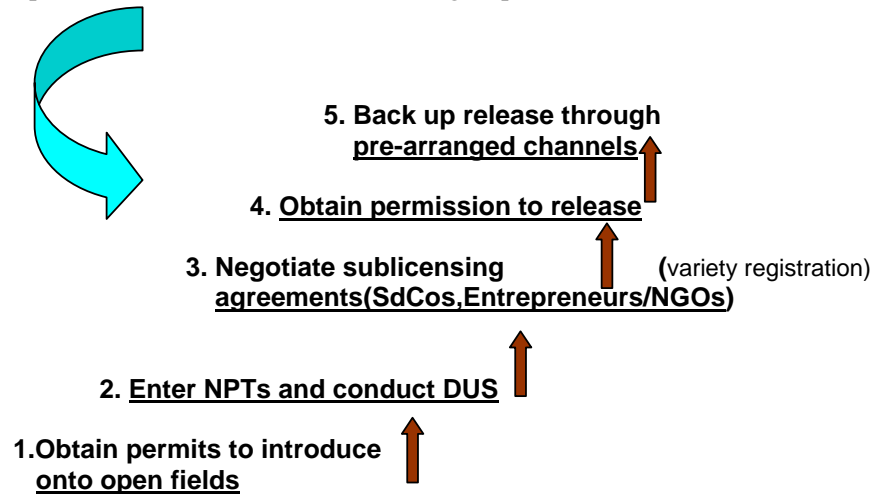 5. Back up release through
pre-arranged channels
4. Obtain permission to release
3. Negotiate sublicensing (variety registration)
agreements(SdCos,Entrepreneurs/NGOs)
2. Enter NPTs and conduct DUS
1.Obtain permits to introduce
onto open fields